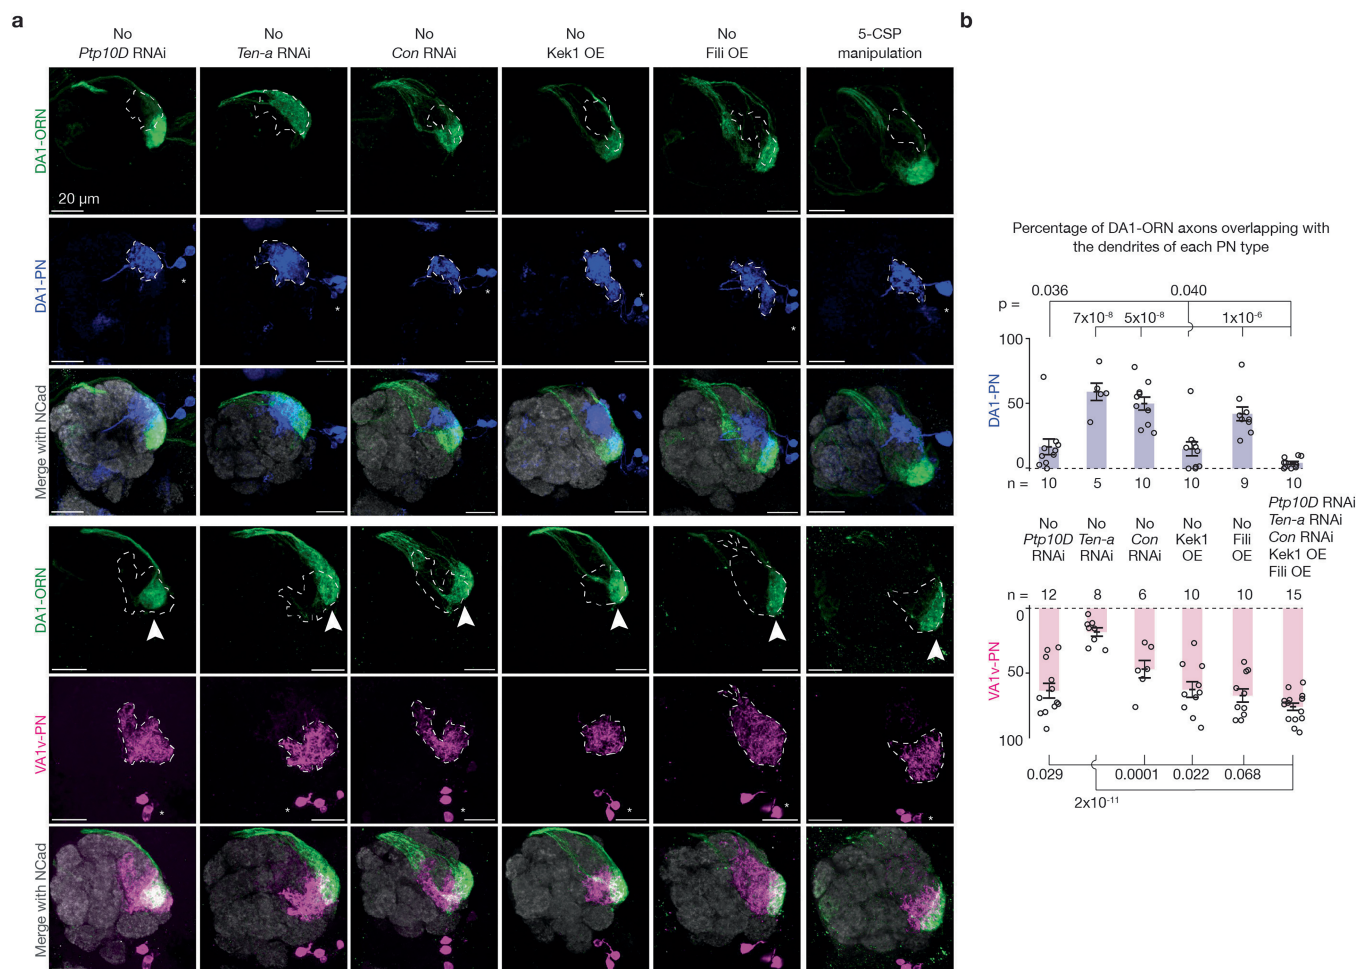 a
No
Ptp10D RNAi
No
Ten-a RNAi
No
Con RNAi
No
Kek1 OE
No
Fili OE
5-CSP
manipulation
DA1-ORN
20 µm
DA1-PN
*
*
*
*
*
*
Merge with NCad
DA1-ORN
VA1v-PN
*
*
*
*
*
*
Merge with NCad
b
Percentage of DA1-ORN axons overlapping with
the dendrites of each PN type
p =
0.036
0.040
7x10-8
5x10-8
1x10-6
100
50
0
DA1-PN
n = 10 5 10 10 9 10
No
Ptp10D
RNAi
No
Ten-a
RNAi
No
Con
RNAi
No
Kek1
OE
No
Fili
OE
Ptp10D RNAi
Ten-a RNAi
Con RNAi
Kek1 OE
Fili OE
n = 12 8 6 10 10 15
0
50
100
VA1v-PN
0.029 0.0001 0.022 0.068
2x10-11